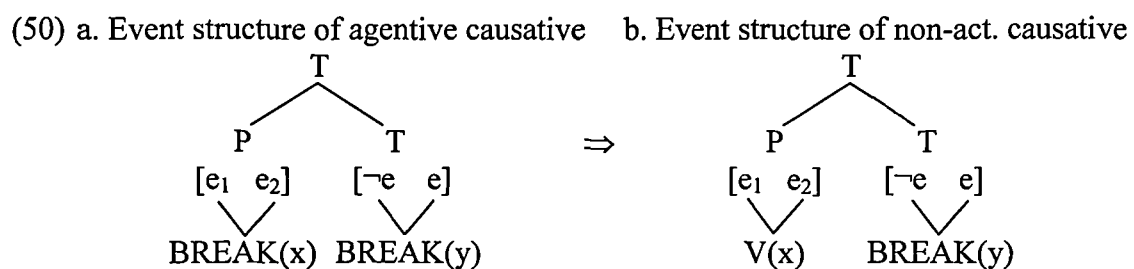 (50) a. Event structure of agentive causative b. Event structure of non-act. causative
T T
P T ⇒ P T
[e₁ e₂] [¬e e] [e₁ e₂] [¬e e]
BREAK(x) BREAK(y) V(x) BREAK(y)